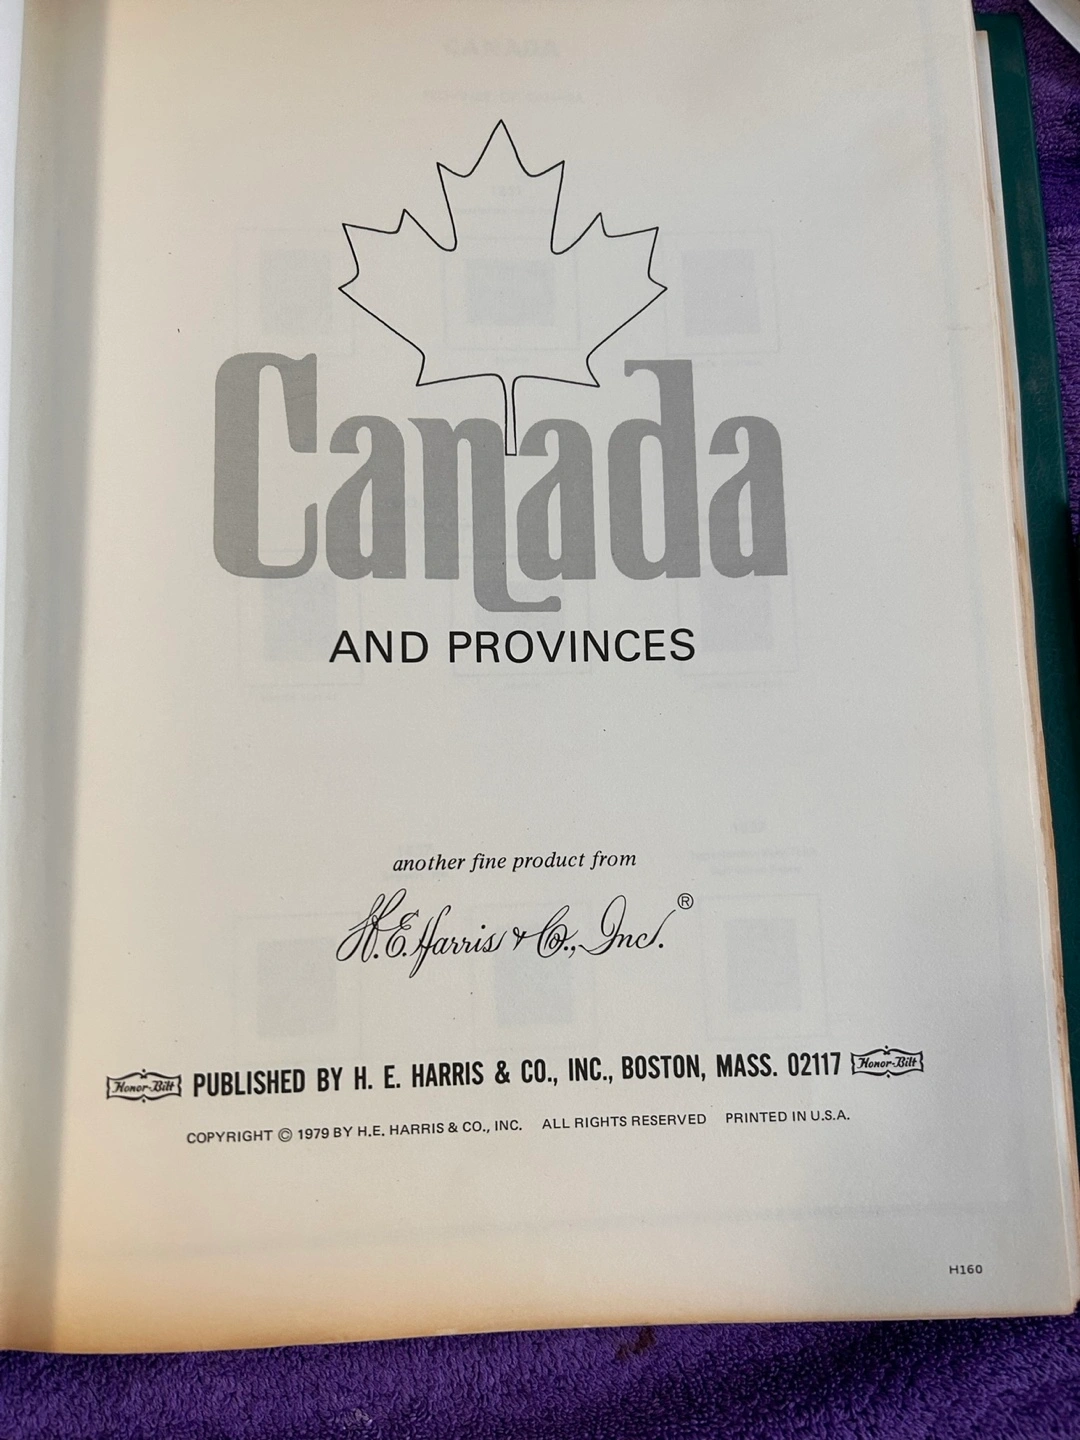 Canada
AND PROVINCES
another fine product from
H.E. Harris & Co., Inc. ®
Honor-Bilt PUBLISHED BY H. E. HARRIS & CO., INC., BOSTON, MASS. 02117 Honor-Bilt
COPYRIGHT © 1979 BY H.E. HARRIS & CO., INC. ALL RIGHTS RESERVED PRINTED IN U.S.A.
H160